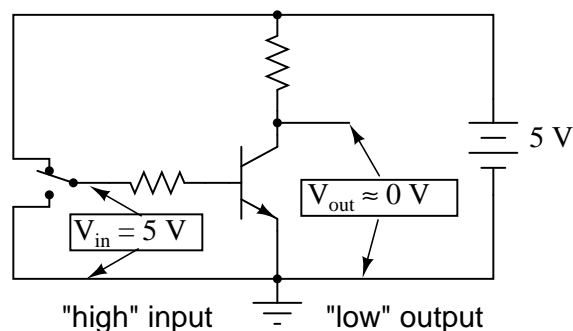 5 V
V_in = 5 V
V_out ≈ 0 V
"high" input
"low" output